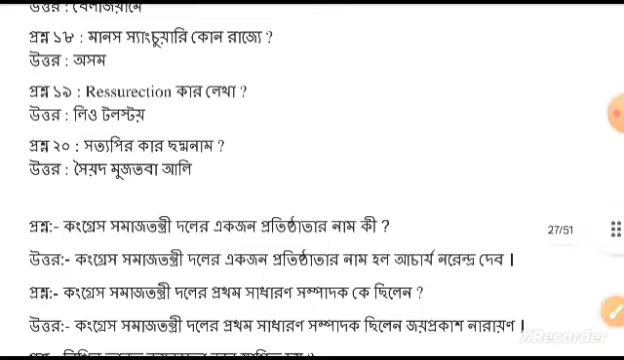 উত্তর : বেলজিয়ামে
প্রশ্ন ১৮ : মানস স্যাংচুয়ারি কোন রাজ্যে ?
উত্তর : অসম
প্রশ্ন ১৯ : Ressurection কার লেখা ?
উত্তর : লিও টলস্টয়
প্রশ্ন ২০ : সত্যপির কার ছদ্মনাম ?
উত্তর : সৈয়দ মুজতবা আলি
প্রশ্ন:- কংগ্রেস সমাজতন্ত্রী দলের একজন প্রতিষ্ঠাতার নাম কী ?
27/51
উত্তর:- কংগ্রেস সমাজতন্ত্রী দলের একজন প্রতিষ্ঠাতার নাম হল আচার্য নরেন্দ্র দেব |
প্রশ্ন:- কংগ্রেস সমাজতন্ত্রী দলের প্রথম সাধারণ সম্পাদক কে ছিলেন ?
উত্তর:- কংগ্রেস সমাজতন্ত্রী দলের প্রথম সাধারণ সম্পাদক ছিলেন জয়প্রকাশ নারায়ণ |
Recorder